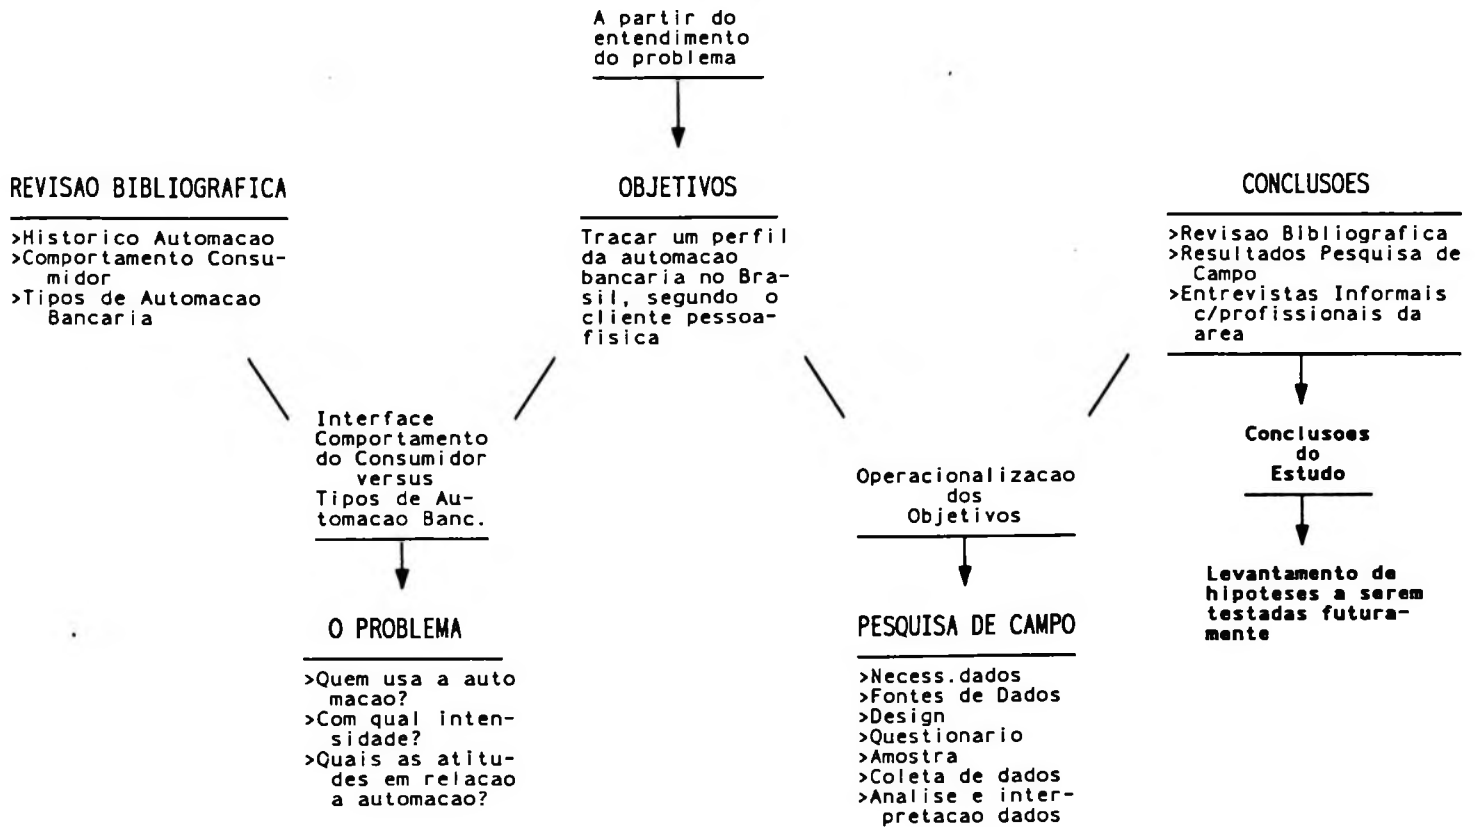 A partir do
entendimento
do problema
REVISAO BIBLIOGRAFICA
>Historico Automacao
>Comportamento Consu-
midor
>Tipos de Automacao
Bancaria
OBJETIVOS
Tracar um perfil
da automacao
bancaria no Bra-
sil, segundo o
cliente pessoa-
fisica
CONCLUSOES
>Revisao Bibliografica
>Resultados Pesquisa de
Campo
>Entrevistas Informais
c/profissionais da
area
Interface
Comportamento
do Consumidor
versus
Tipos de Au-
tomacao Banc.
Operacionalizacao
dos
Objetivos
Conclusoes
do
Estudo
O PROBLEMA
>Quem usa a auto
macao?
>Com qual inten-
sidade?
>Quais as atitu-
des em relacao
a automacao?
PESQUISA DE CAMPO
>Necess.dados
>Fontes de Dados
>Design
>Questionario
>Amostra
>Coleta de dados
>Analise e inter-
pretacao dados
Levantamento de
hipoteses a serem
testadas futura-
mente